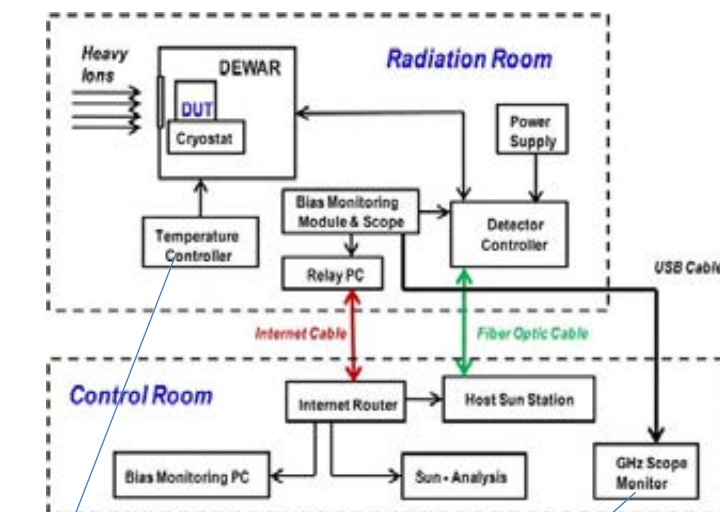 Heavy
Ions
DEWAR
Radiation Room
DUT
Cryostat
Power
Supply
Bias Monitoring
Module & Scope
Detector
Controller
Temperature
Controller
Relay PC
USB Cable
Internet Cable
Fiber Optic Cable
Control Room
Internet Router
Host Sun Station
Bias Monitoring PC
Sun - Analysis
GHz Scope
Monitor